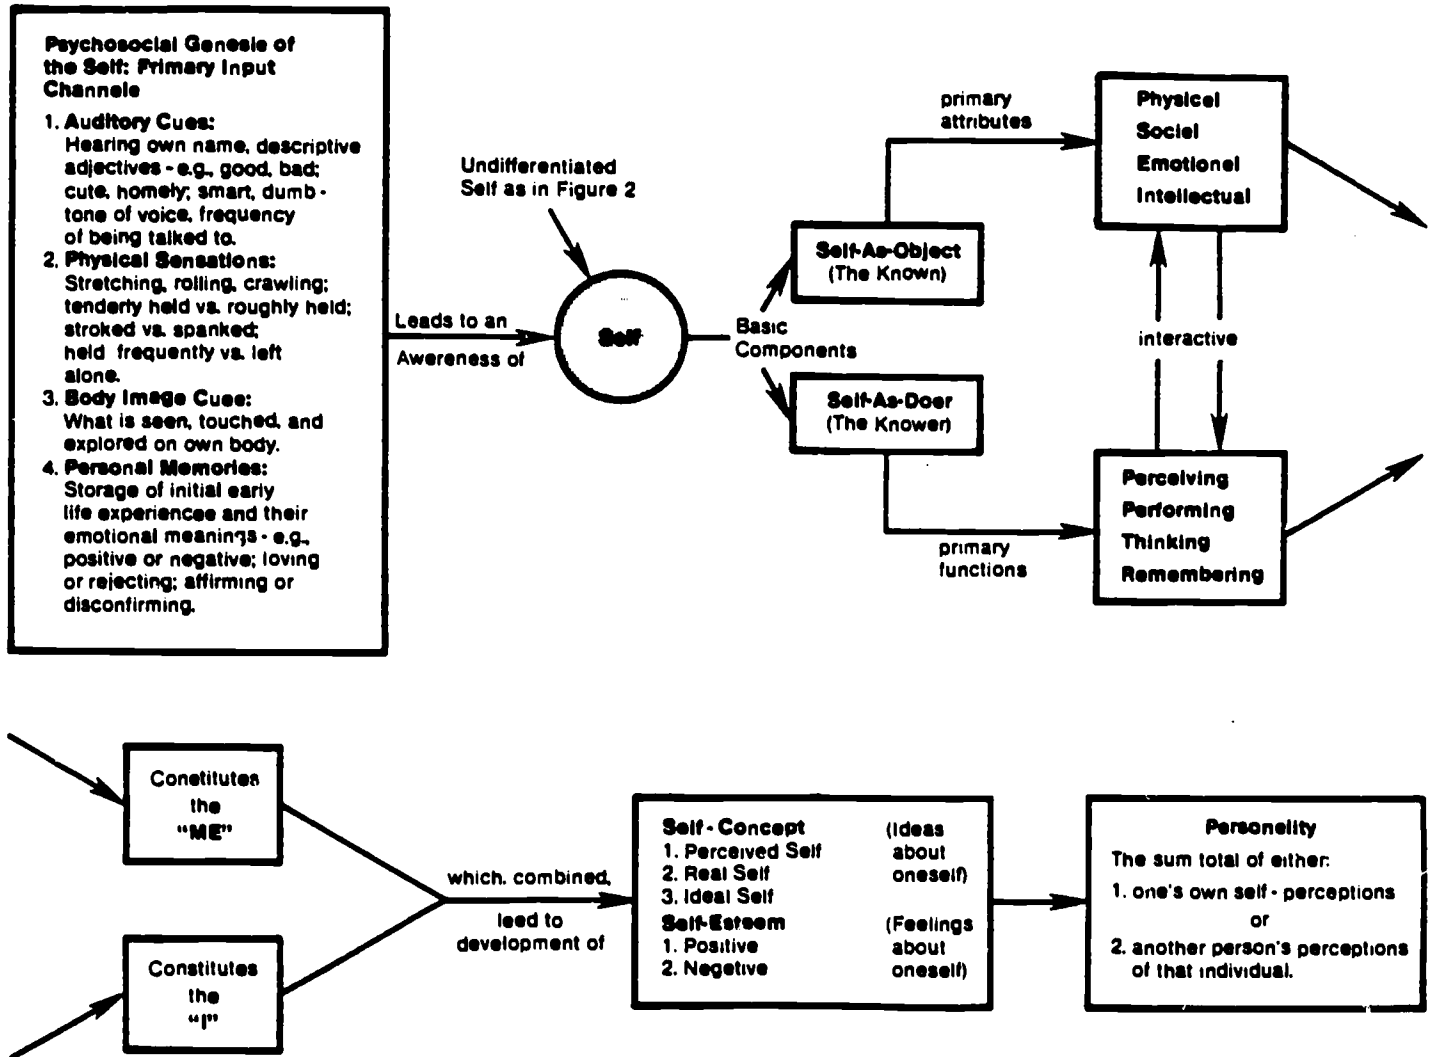 Psychosocial Genesis of
the Self: Primary Input
Channels
1. Auditory Cues:
Hearing own name, descriptive
adjectives - e.g., good, bad;
cute, homely; smart, dumb -
tone of voice, frequency
of being talked to.
2. Physical Sensations:
Stretching, rolling, crawling;
tenderly held vs. roughly held;
stroked vs. spanked;
held frequently vs. left
alone.
3. Body Image Cues:
What is seen, touched, and
explored on own body.
4. Personal Memories:
Storage of initial early
life experiences and their
emotional meanings - e.g.,
positive or negative; loving
or rejecting; affirming or
disconfirming.
Leads to an
Awareness of
Undifferentiated
Self as in Figure 2
Self
Basic
Components
Self-As-Object
(The Known)
Self-As-Doer
(The Knower)
primary
attributes
primary
functions
Physical
Social
Emotional
Intellectual
interactive
Perceiving
Performing
Thinking
Remembering
Constitutes
the
"ME"
Constitutes
the
"I"
which, combined,
lead to
development of
Self - Concept (Ideas
1. Perceived Self about
2. Real Self oneself)
3. Ideal Self
Self-Esteem (Feelings
1. Positive about
2. Negative oneself)
Personality
The sum total of either:
1. one's own self - perceptions
or
2. another person's perceptions
of that individual.